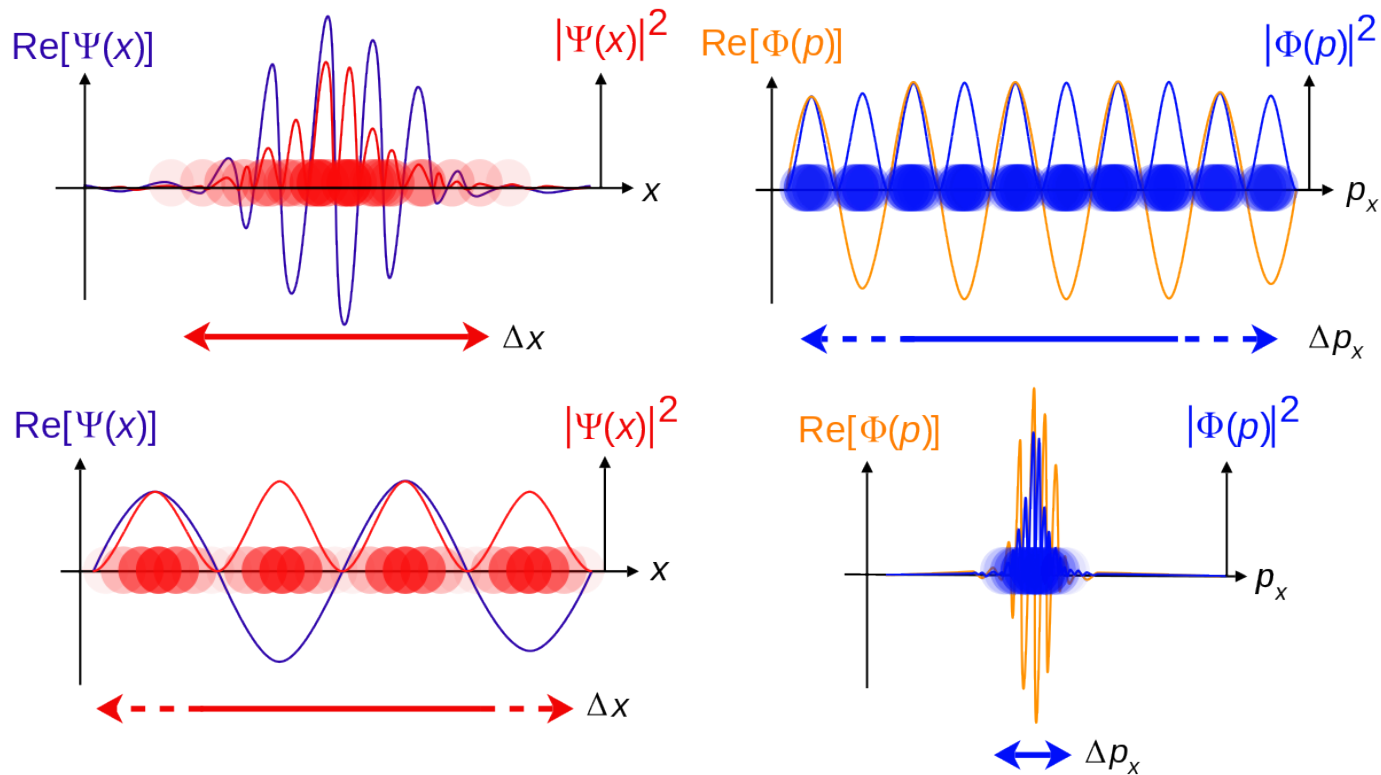 Re[Ψ(x)] |Ψ(x)|² Re[Φ(p)] |Φ(p)|²
x pₓ
Δx Δpₓ
Re[Ψ(x)] |Ψ(x)|² Re[Φ(p)] |Φ(p)|²
x pₓ
Δx
Δpₓ